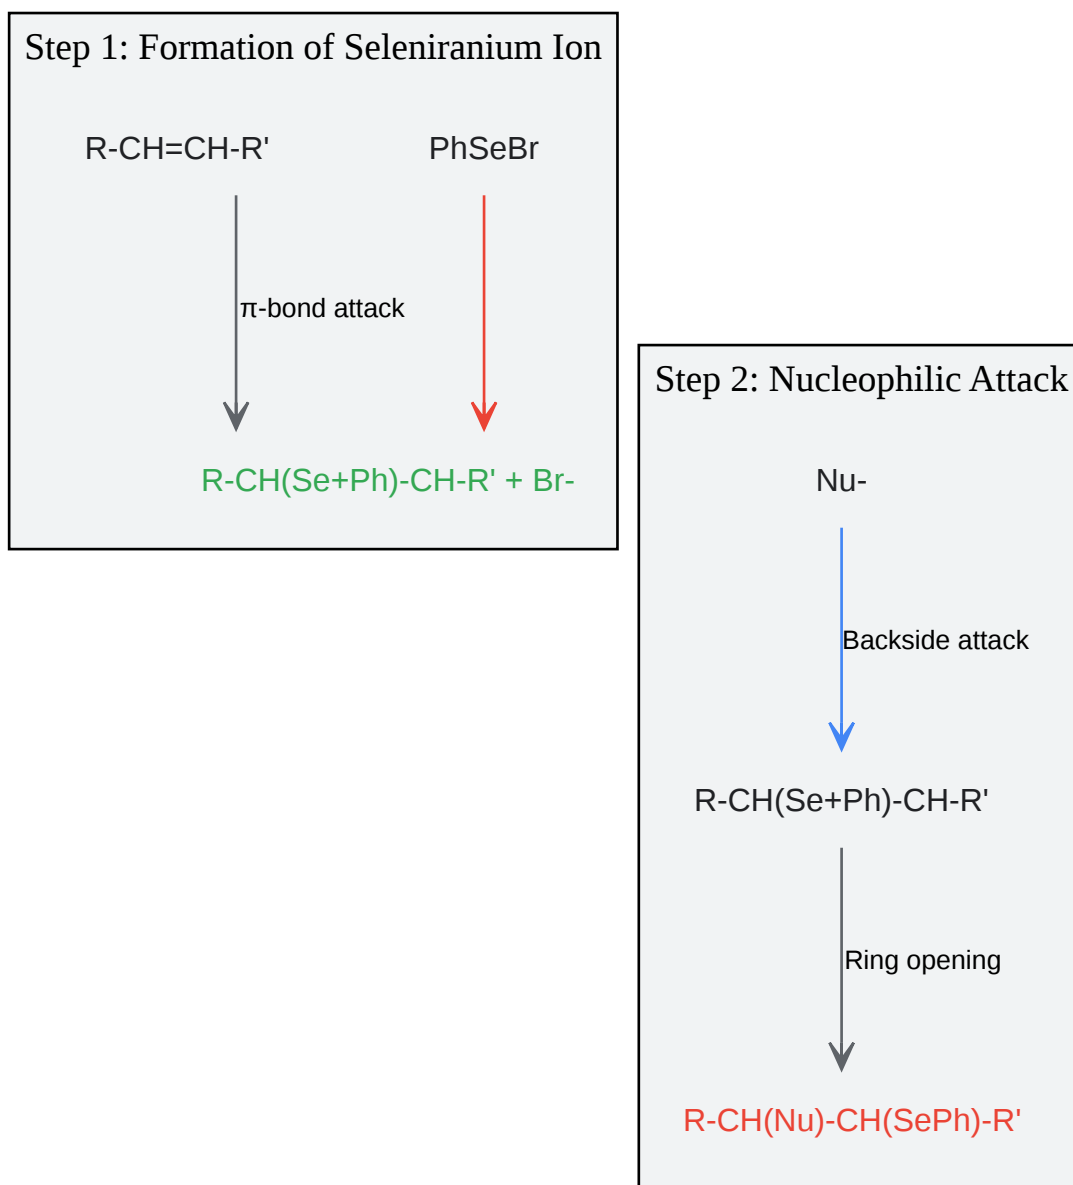 Step 1: Formation of Seleniranium Ion
R-CH=CH-R'
PhSeBr
π-bond attack
R-CH(Se+Ph)-CH-R' + Br-
Step 2: Nucleophilic Attack
Nu-
Backside attack
R-CH(Se+Ph)-CH-R'
Ring opening
R-CH(Nu)-CH(SePh)-R'